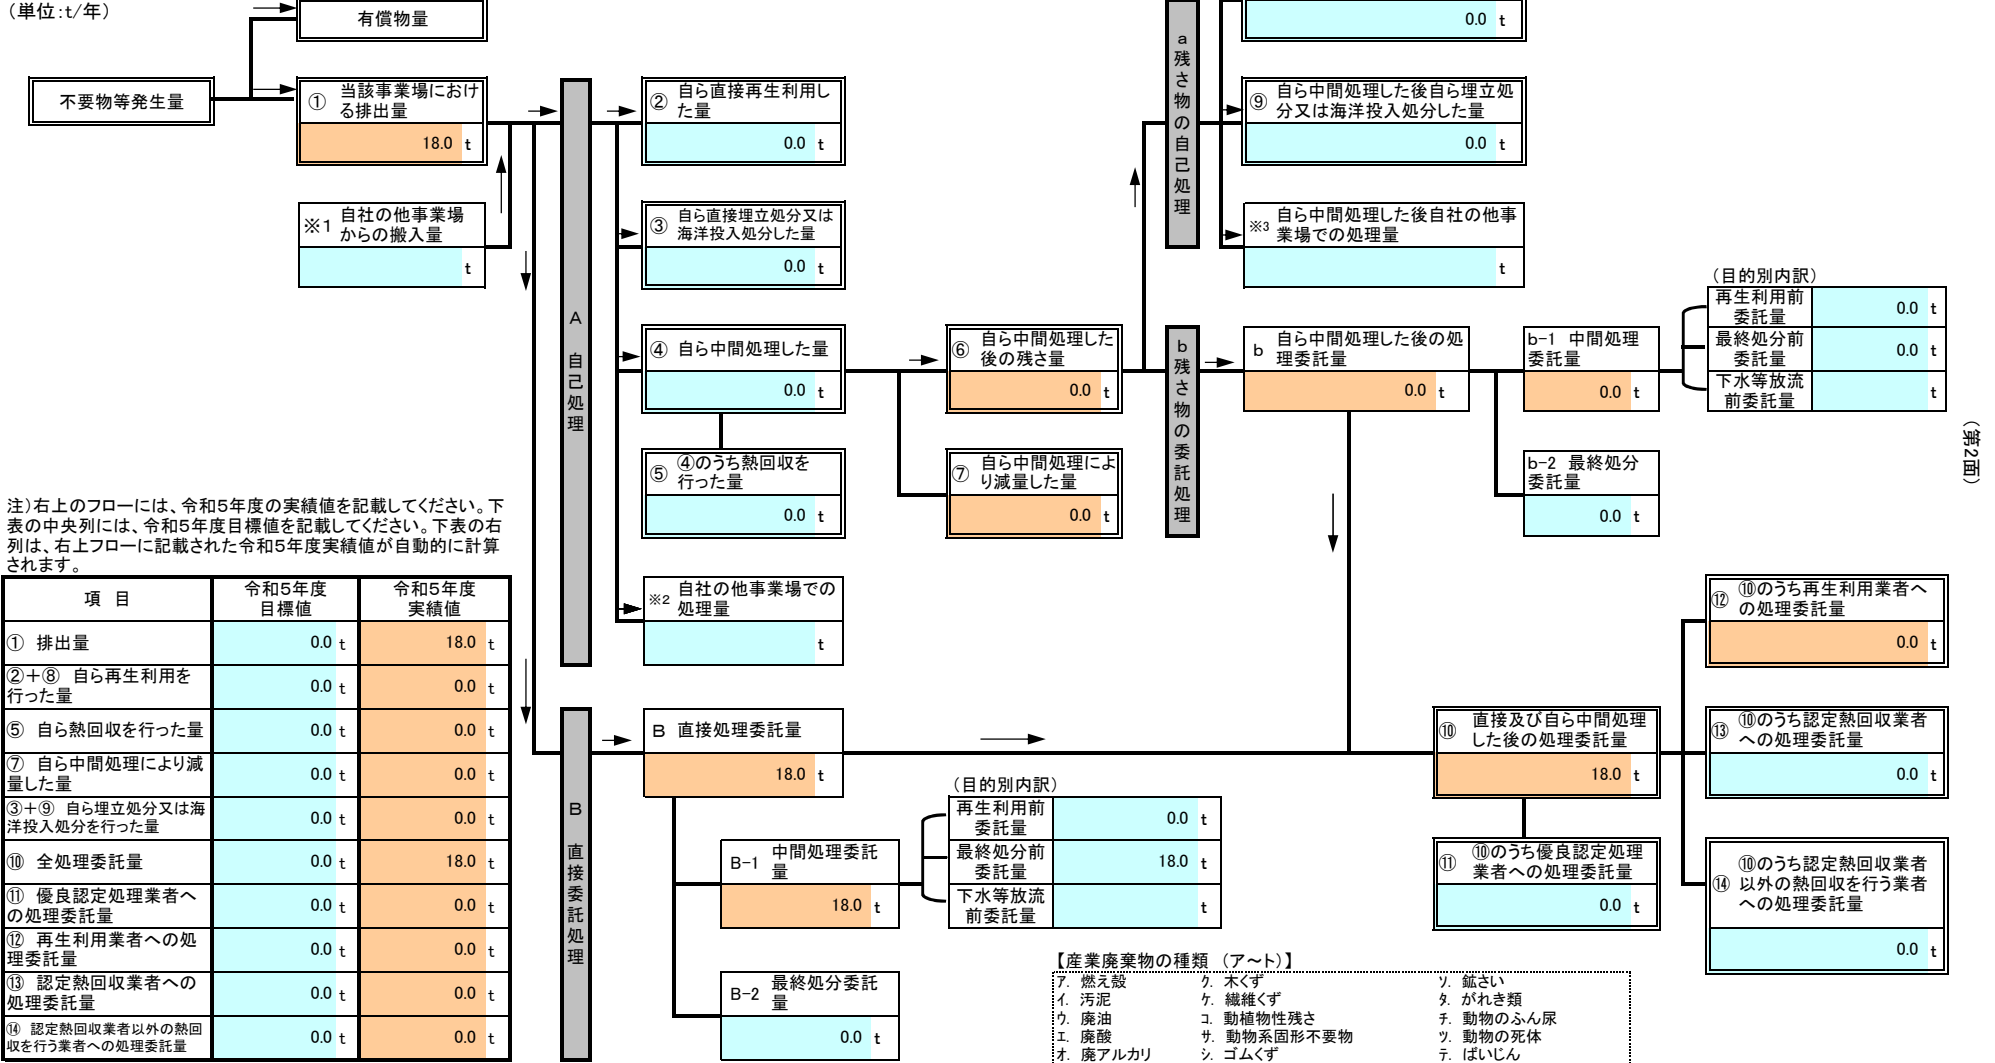 (単位:t/年)
有償物量
不要物等発生量
① 当該事業場におけ
る排出量
18.0 t
※1 自社の他事業場
からの搬入量
t
A 自己処理
② 自ら直接再生利用し
た量
0.0 t
③ 自ら直接埋立処分又は
海洋投入処分した量
0.0 t
④ 自ら中間処理した量
0.0 t
⑤ ④のうち熱回収を
行った量
0.0 t
※2 自社の他事業場での
処理量
t
⑥ 自ら中間処理した
後の残さ量
0.0 t
⑦ 自ら中間処理によ
り減量した量
0.0 t
a残さ物の自己処理
0.0 t
⑨ 自ら中間処理した後自ら埋立処
分又は海洋投入処分した量
0.0 t
※3 自ら中間処理した後自社の他事
業場での処理量
t
b残さ物の委託処理
b 自ら中間処理した後の処
理委託量
0.0 t
b-1 中間処理
委託量
0.0 t
(目的別内訳)
再生利用前
委託量
0.0 t
最終処分前
委託量
0.0 t
下水等放流
前委託量
t
b-2 最終処分
委託量
0.0 t
(第2面)
注)右上のフローには、令和5年度の実績値を記載してください。下
表の中央列には、令和5年度目標値を記載してください。下表の右
列は、右上フローに記載された令和5年度実績値が自動的に計算
されます。
項 目 令和5年度
目標値 令和5年度
実績値
① 排出量 0.0 t 18.0 t
②+⑧ 自ら再生利用を
行った量 0.0 t 0.0 t
⑤ 自ら熱回収を行った量 0.0 t 0.0 t
⑦ 自ら中間処理により減
量した量 0.0 t 0.0 t
③+⑨ 自ら埋立処分又は海
洋投入処分を行った量 0.0 t 0.0 t
⑩ 全処理委託量 0.0 t 18.0 t
⑪ 優良認定処理業者へ
の処理委託量 0.0 t 0.0 t
⑫ 再生利用業者への処
理委託量 0.0 t 0.0 t
⑬ 認定熱回収業者への
処理委託量 0.0 t 0.0 t
⑭ 認定熱回収業者以外の熱回
収を行う業者への処理委託量 0.0 t 0.0 t
B 直接委託処理
B 直接処理委託量
18.0 t
B-1 中間処理委託
量
18.0 t
(目的別内訳)
再生利用前
委託量
0.0 t
最終処分前
委託量
18.0 t
下水等放流
前委託量
t
B-2 最終処分委託
量
0.0 t
⑩ 直接及び自ら中間処理
した後の処理委託量
18.0 t
⑪ ⑩のうち優良認定処理
業者への処理委託量
0.0 t
⑫ ⑩のうち再生利用業者へ
の処理委託量
0.0 t
⑬ ⑩のうち認定熱回収業者
への処理委託量
0.0 t
⑭ ⑩のうち認定熱回収業者
以外の熱回収を行う業者
への処理委託量
0.0 t
【産業廃棄物の種類 (ア~ト)】
ア. 燃え殻 ク. 木くず ソ. 鉱さい
イ. 汚泥 ケ. 繊維くず タ. がれき類
ウ. 廃油 コ. 動植物性残さ チ. 動物のふん尿
エ. 廃酸 サ. 動物系固形不要物 ツ. 動物の死体
オ. 廃アルカリ シ. ゴムくず テ. ばいじん